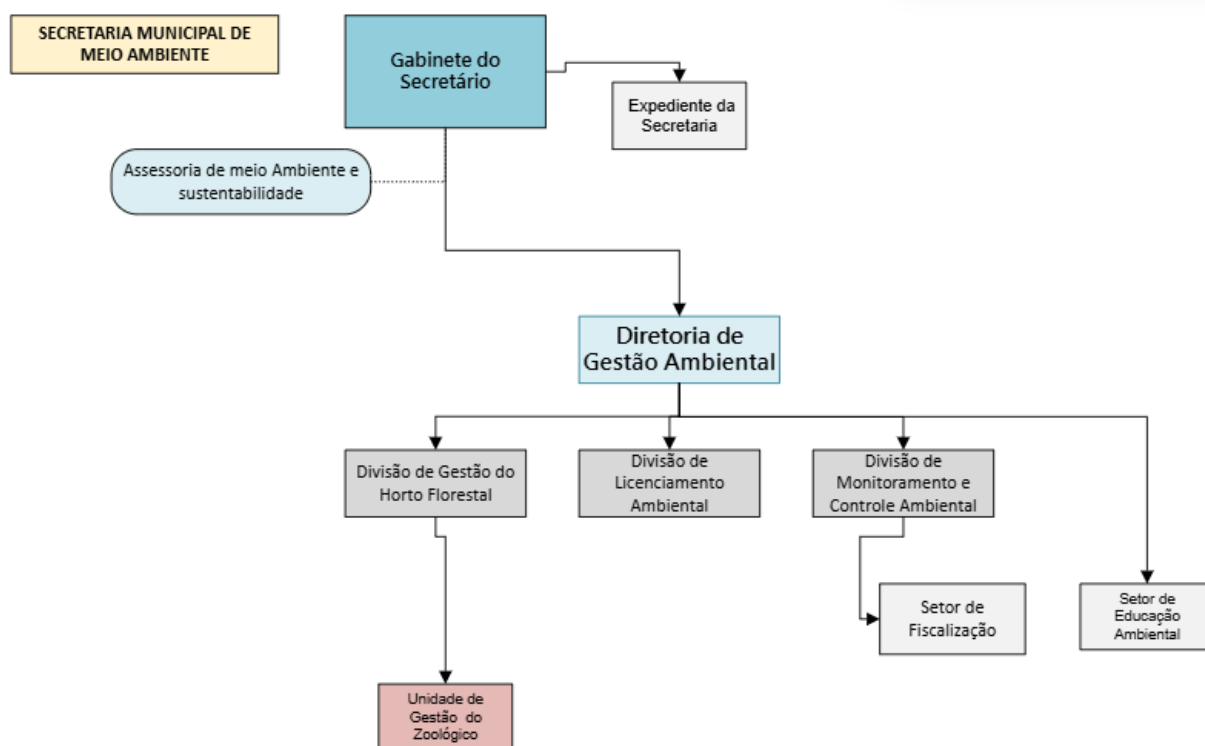 SECRETARIA MUNICIPAL DE
MEIO AMBIENTE
Gabinete do
Secretário
Expediente da
Secretaria
Assessoria de meio Ambiente e
sustentabilidade
Diretoria de
Gestão Ambiental
Divisão de Gestão do
Horto Florestal
Divisão de
Licenciamento
Ambiental
Divisão de
Monitoramento e
Controle Ambiental
Setor de
Fiscalização
Setor de
Educação
Ambiental
Unidade de
Gestão do
Zoológico